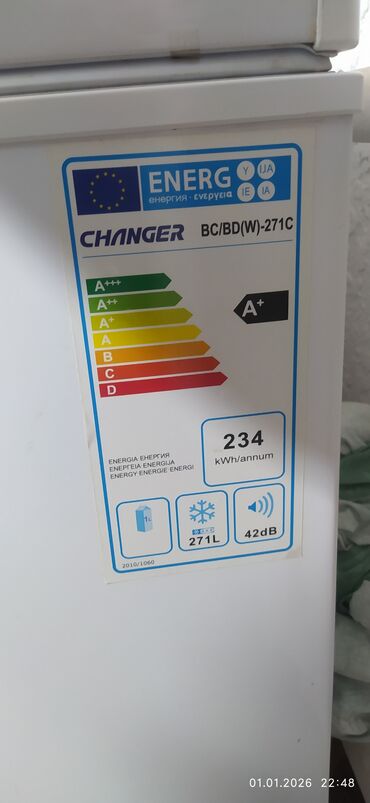 ENERG
Y IJA
IE IA
енергия · ενεργεια
CHANGER BC/BD(W)-271C
A+++
A++
A+
A
B
C
D
A+
ENERGIA ЕНЕРГИЯ
ΕΝΕΡΓΕΙΑ ENERGIJA
ENERGY ENERGIE ENERGI
234
kWh/annum
1L
271L
42dB
2010/1060
01.01.2026 22:48